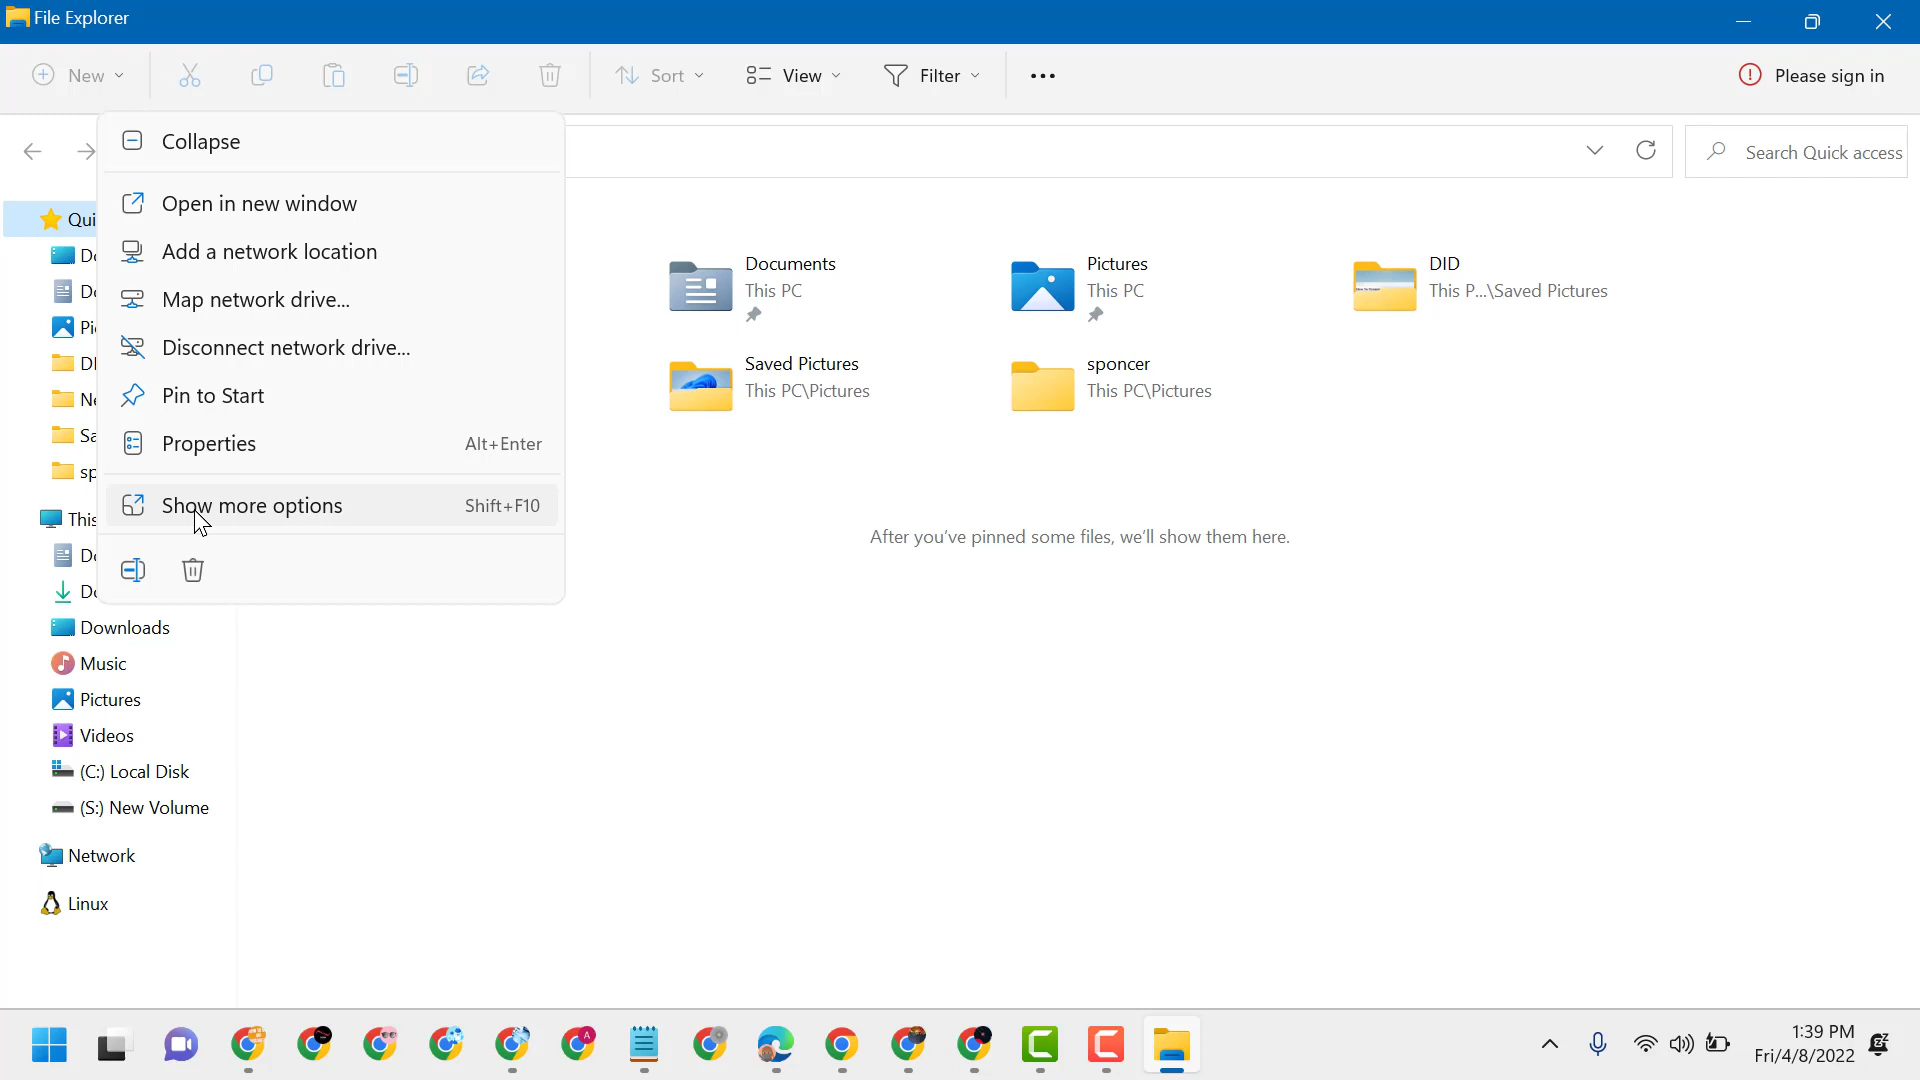 File Explorer
New
Sort
View
Filter
Please sign in
Search Quick access
Collapse
Open in new window
Add a network location
Map network drive...
Disconnect network drive...
Pin to Start
Properties Alt+Enter
Show more options Shift+F10
Qui
Do
Do
Pi
DI
Ne
Sa
sp
This
Do
Do
Downloads
Music
Pictures
Videos
(C:) Local Disk
(S:) New Volume
Network
Linux
Documents
This PC
Pictures
This PC
DID
This P...\Saved Pictures
Saved Pictures
This PC\Pictures
sponcer
This PC\Pictures
After you've pinned some files, we'll show them here.
1:39 PM
Fri/4/8/2022